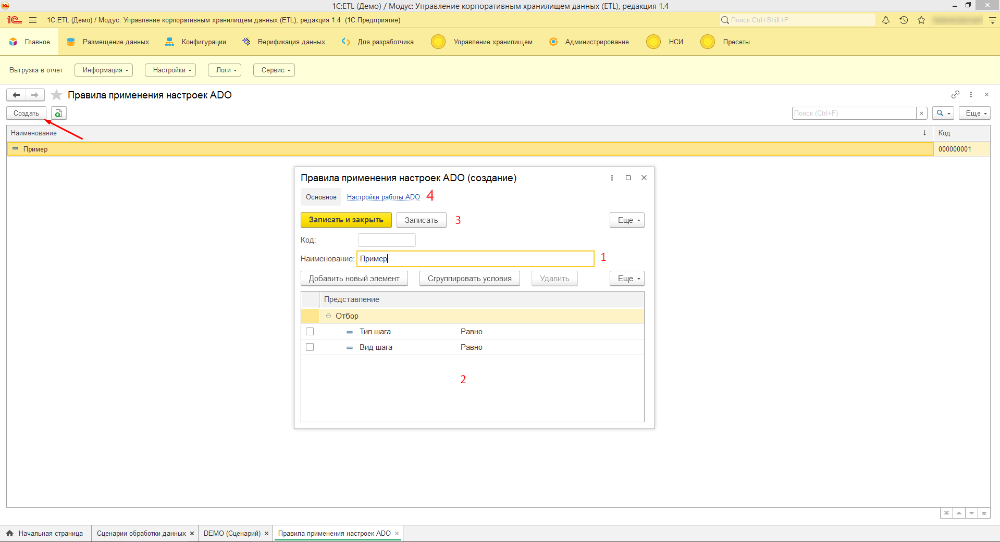 1С:ETL (Демо) / Модус: Управление корпоративным хранилищем данных (ETL), редакция 1.4
1С:ETL (Демо) / Модус: Управление корпоративным хранилищем данных (ETL), редакция 1.4 (1С:Предприятие)
Поиск Ctrl+Shift+F
Главное
Размещение данных
Конфигурации
Верификация данных
Для разработчика
Управление хранилищем
Администрирование
НСИ
Пресеты
Выгрузка в отчет
Информация
Настройки
Логи
Сервис
Правила применения настроек ADO
Создать
Поиск (Ctrl+F)
×
Еще
Наименование
Код
Пример
000000001
Правила применения настроек ADO (создание)
Основное
Настройки работы ADO
4
Записать и закрыть
Записать
3
Еще
Код:
Наименование:
Пример
1
Добавить новый элемент
Сгруппировать условия
Удалить
Еще
Представление
Отбор
Тип шага Равно
Вид шага Равно
2
Начальная страница
Сценарии обработки данных ×
DEMO (Сценарий) ×
Правила применения настроек ADO ×